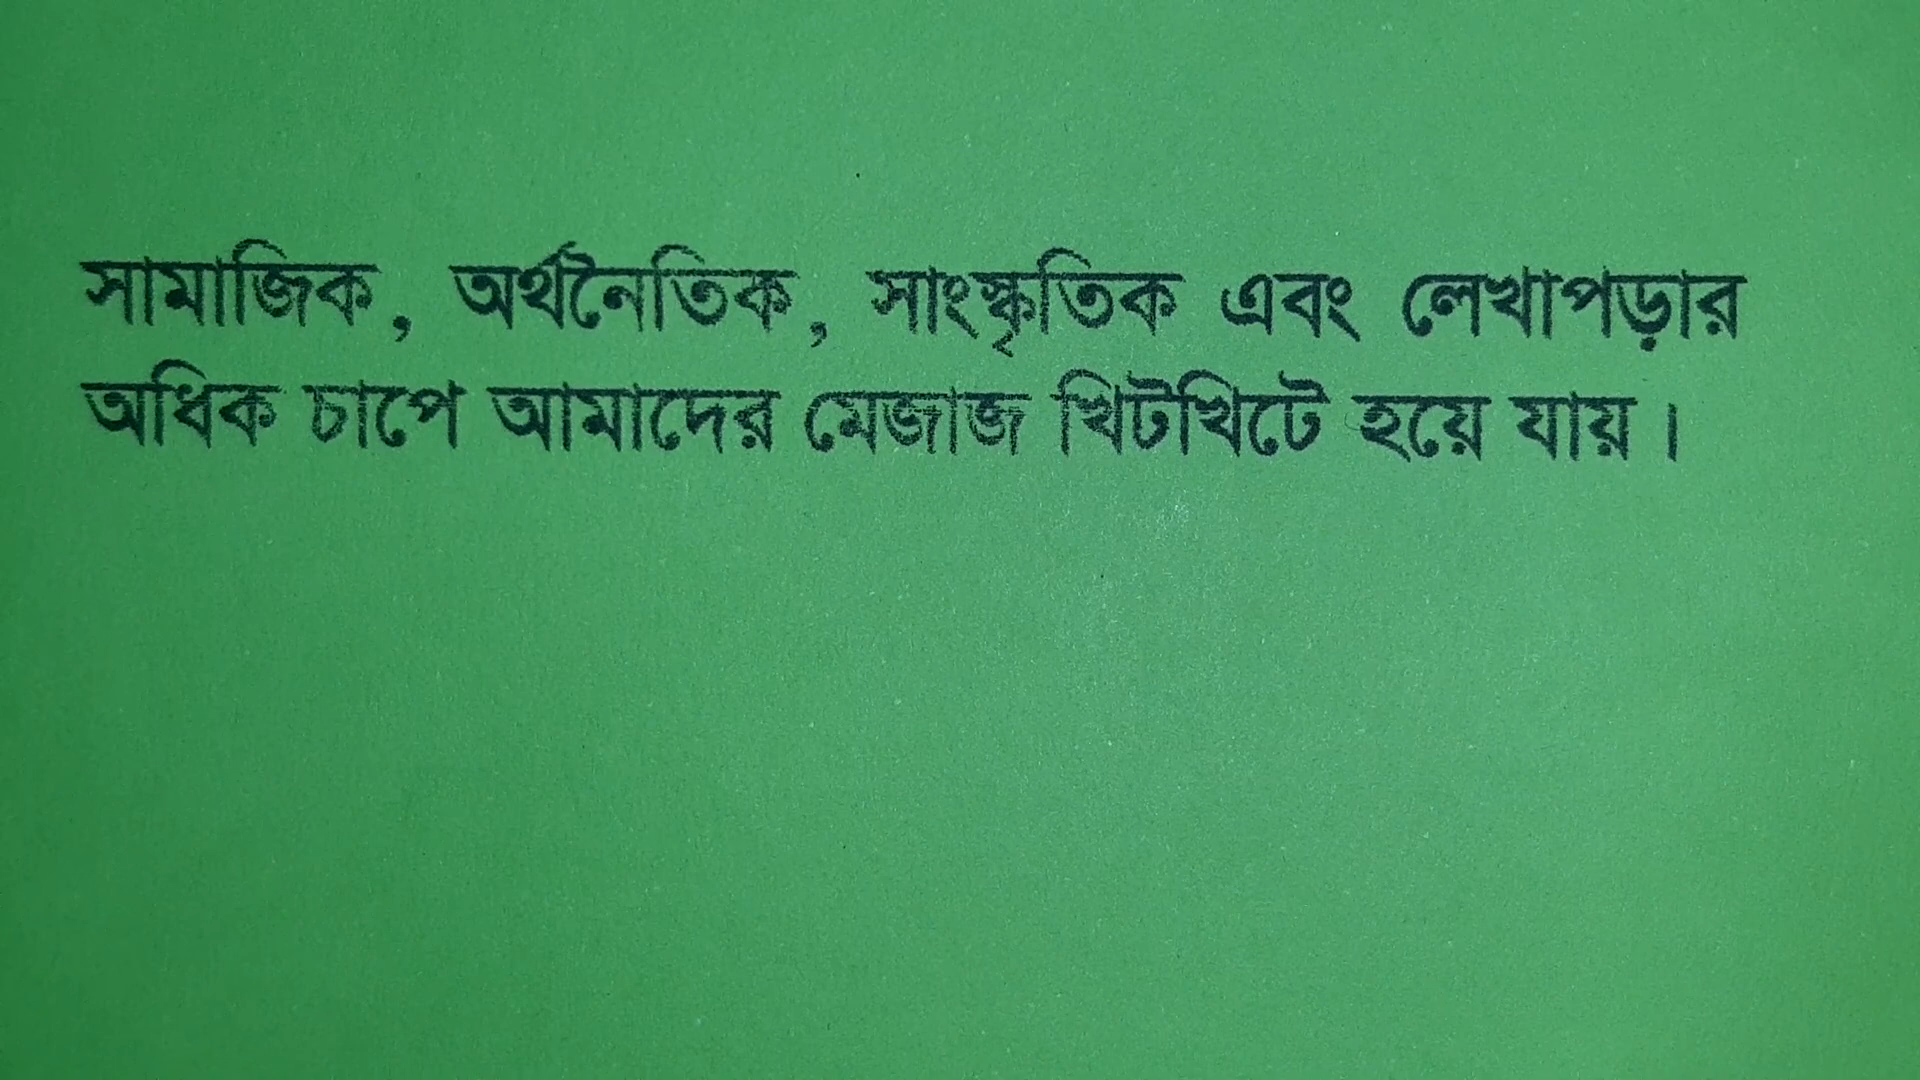 সামাজিক, অর্থনৈতিক, সাংস্কৃতিক এবং লেখাপড়ার
অধিক চাপে আমাদের মেজাজ খিটখিটে হয়ে যায়।